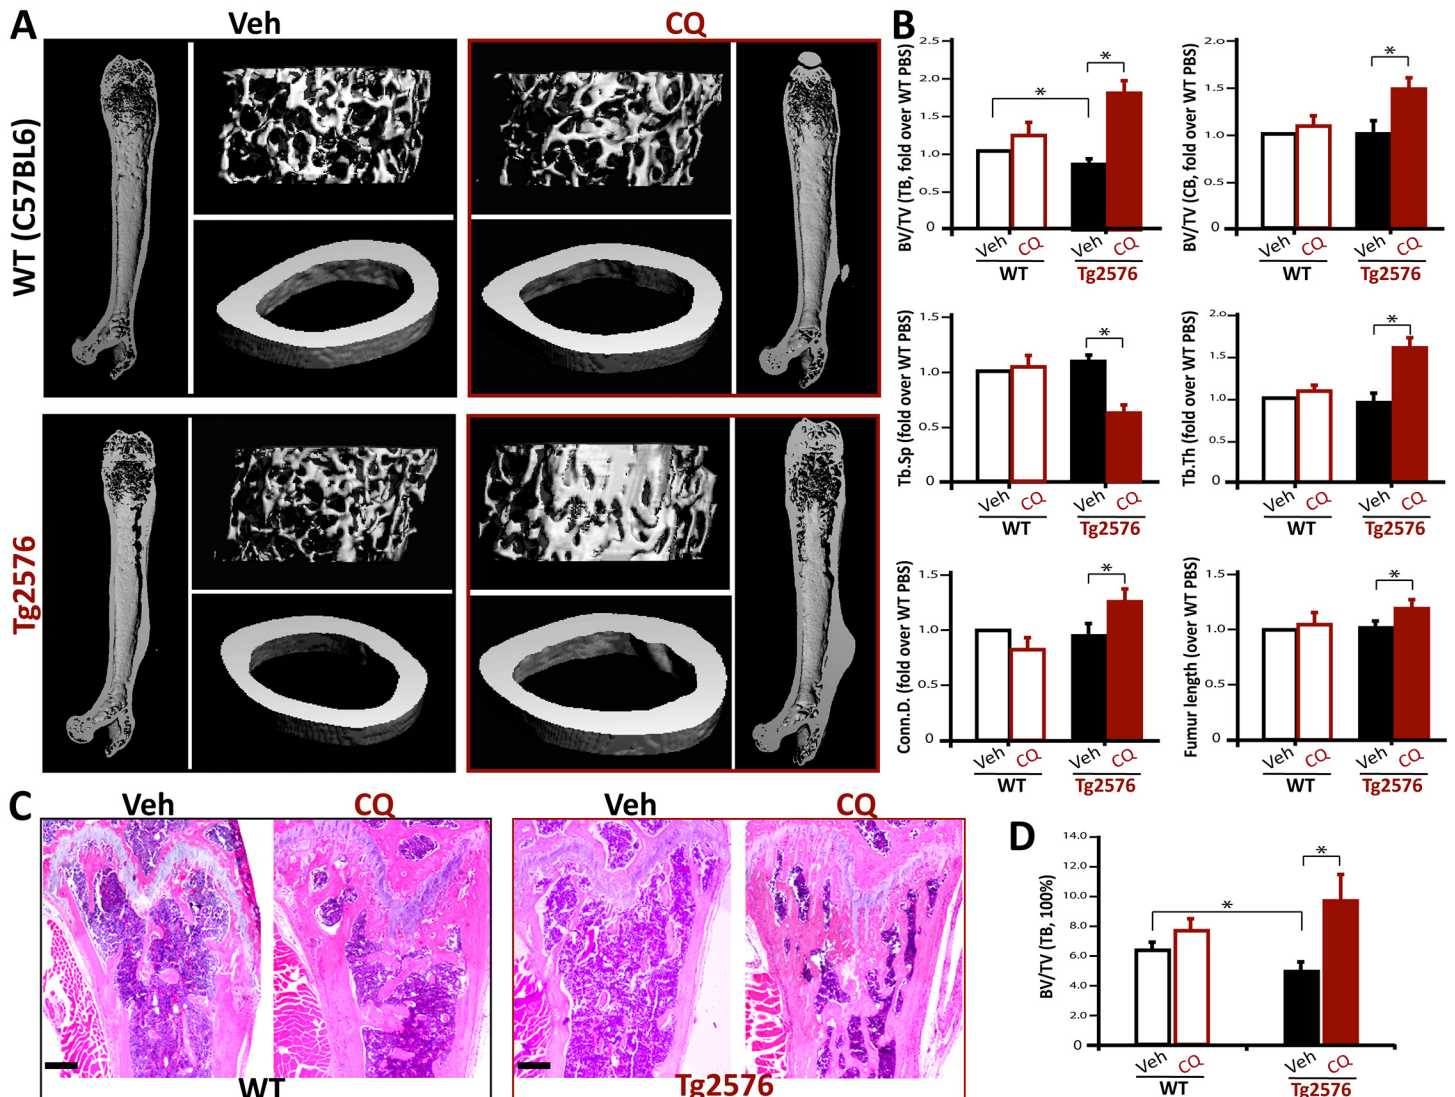 A
Veh
CQ
WT (C57BL6)
Tg2576
B
BV/TV (TB, fold over WT PBS)
2.5
2.0
1.5
1.0
0.5
0
*
*
Veh
CQ
Veh
CQ
WT
Tg2576
BV/TV (CB, fold over WT PBS)
2.0
1.5
1.0
0.5
0
*
Veh
CQ
Veh
CQ
WT
Tg2576
Tb.Sp (fold over WT PBS)
1.5
1.0
0.5
0
*
Veh
CQ
Veh
CQ
WT
Tg2576
Tb.Th (fold over WT PBS)
2.0
1.5
1.0
0.5
0
*
Veh
CQ
Veh
CQ
WT
Tg2576
Conn.D. (fold over WT PBS)
1.5
1.0
0.5
0
*
Veh
CQ
Veh
CQ
WT
Tg2576
Fumur length (over WT PBS)
1.5
1.0
0.5
0
*
Veh
CQ
Veh
CQ
WT
Tg2576
C
Veh
CQ
Veh
CQ
WT
Tg2576
D
BV/TV (TB, 100%)
14.0
12.0
10.0
8.0
6.0
4.0
2.0
0
*
*
Veh
CQ
Veh
CQ
WT
Tg2576